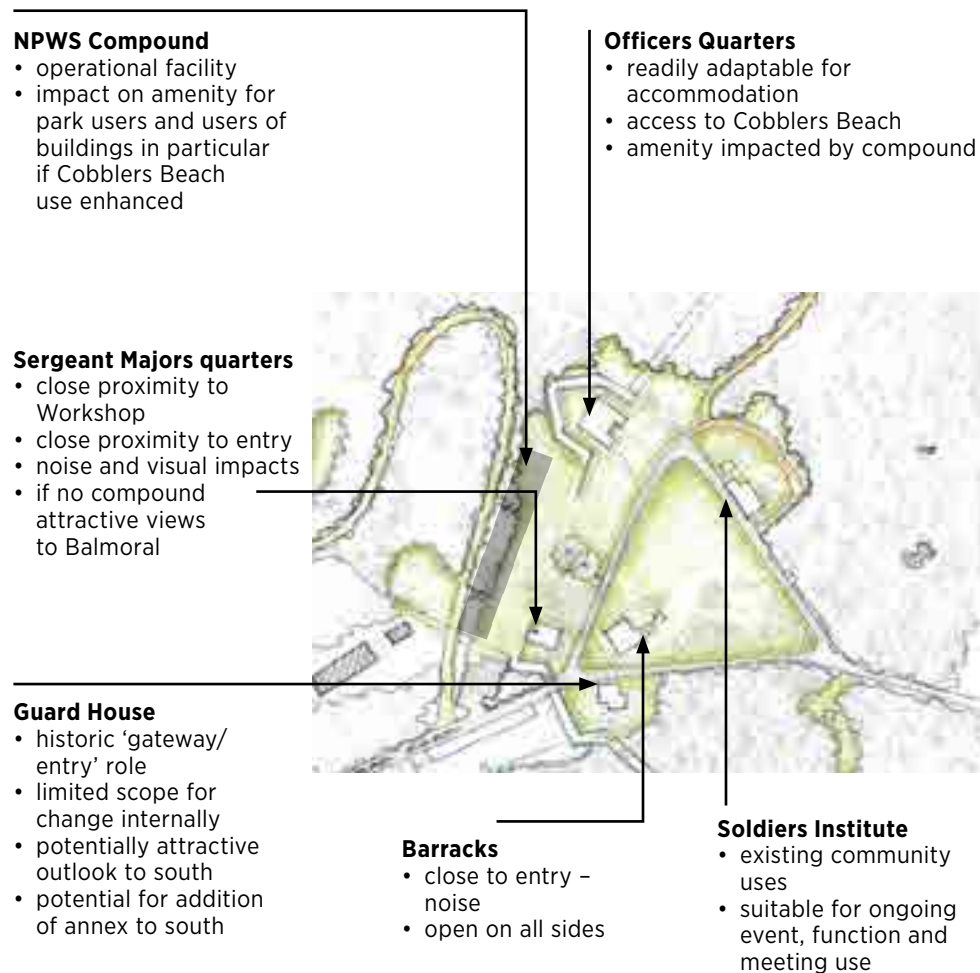 NPWS Compound
• operational facility
• impact on amenity for
park users and users of
buildings in particular
if Cobblers Beach
use enhanced
Officers Quarters
• readily adaptable for
accommodation
• access to Cobblers Beach
• amenity impacted by compound
Sergeant Majors quarters
• close proximity to
Workshop
• close proximity to entry
• noise and visual impacts
• if no compound
attractive views
to Balmoral
Guard House
• historic ‘gateway/
entry’ role
• limited scope for
change internally
• potentially attractive
outlook to south
• potential for addition
of annex to south
Barracks
• close to entry –
noise
• open on all sides
Soldiers Institute
• existing community
uses
• suitable for ongoing
event, function and
meeting use